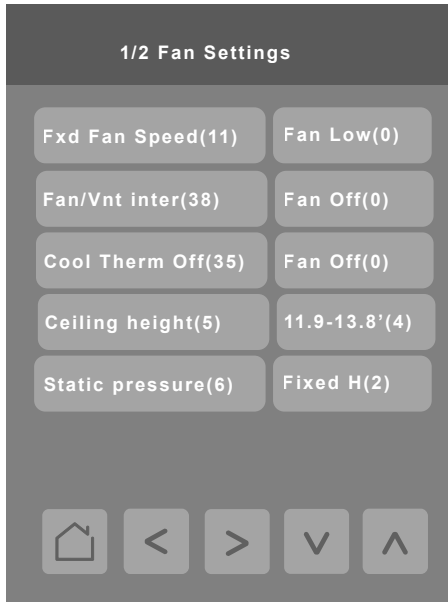 1/2 Fan Settings
Fxd Fan Speed(11) Fan Low(0)
Fan/Vnt inter(38) Fan Off(0)
Cool Therm Off(35) Fan Off(0)
Ceiling height(5) 11.9-13.8’(4)
Static pressure(6) Fixed H(2)
< > V Λ